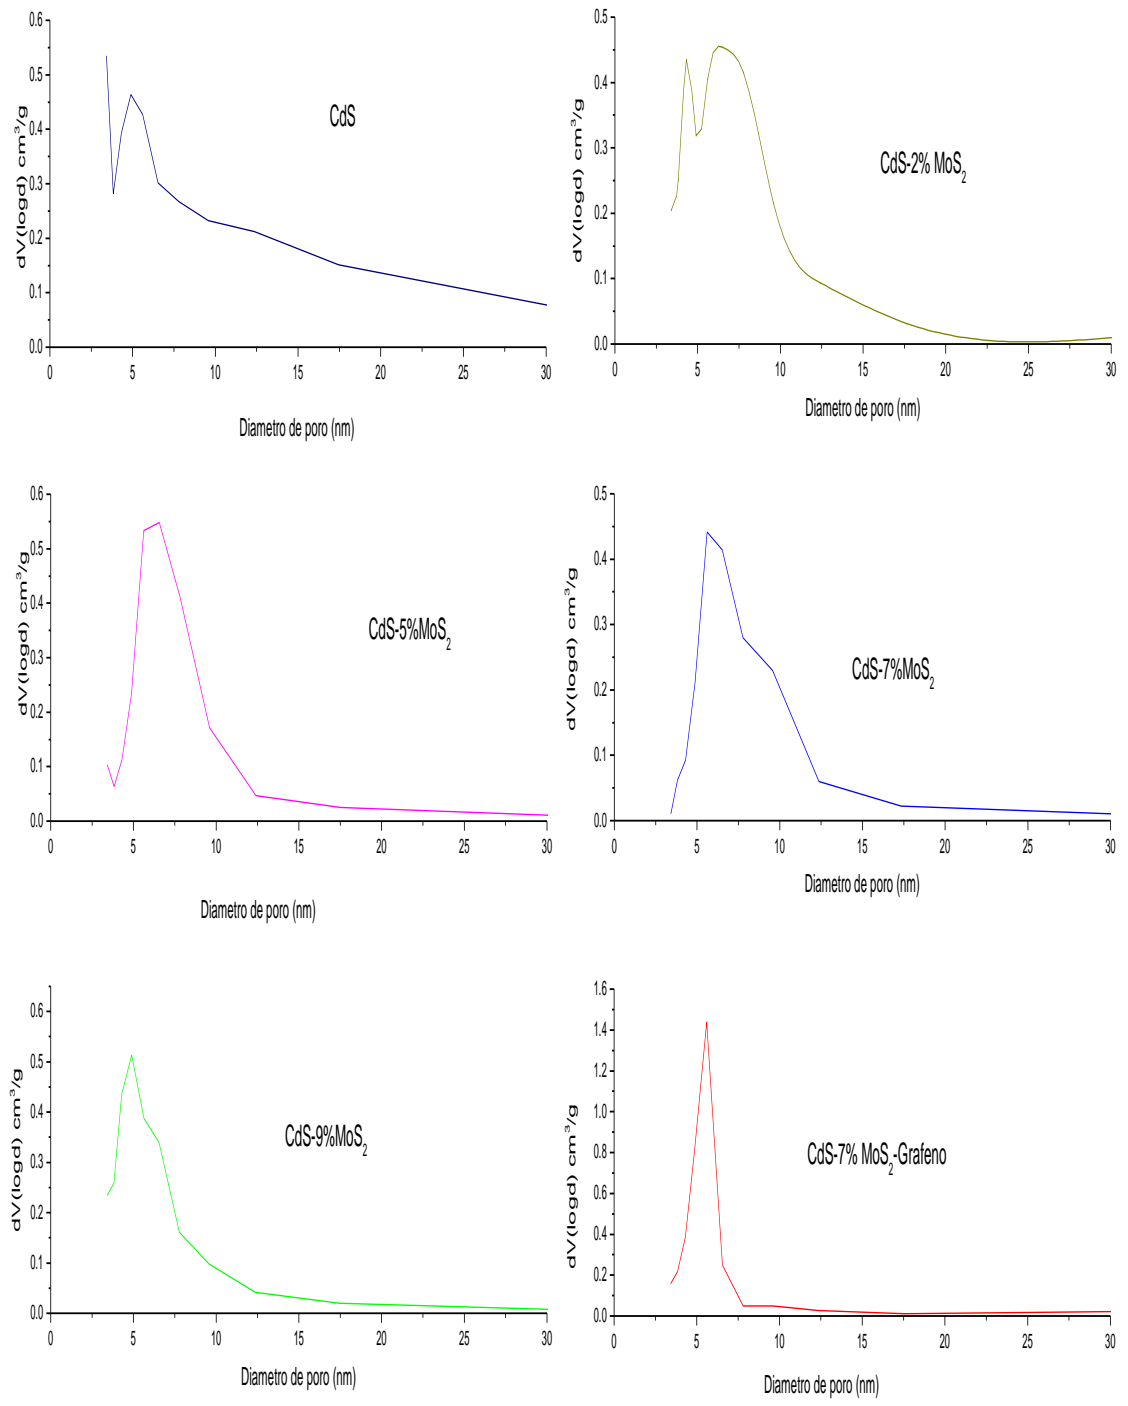 0.6
0.5
0.4
0.3
0.2
0.1
0.0
dV(logd) cm³/g
CdS
0 5 10 15 20 25 30
Diametro de poro (nm)
0.5
0.4
0.3
0.2
0.1
0.0
dV(logd) cm³/g
CdS-2% MoS₂
0 5 10 15 20 25 30
Diametro de poro (nm)
0.6
0.5
0.4
0.3
0.2
0.1
0.0
dV(logd) cm³/g
CdS-5%MoS₂
0 5 10 15 20 25 30
Diametro de poro (nm)
0.5
0.4
0.3
0.2
0.1
0.0
dV(logd) cm³/g
CdS-7%MoS₂
0 5 10 15 20 25 30
Diametro de poro (nm)
0.6
0.5
0.4
0.3
0.2
0.1
0.0
dV(logd) cm³/g
CdS-9%MoS₂
0 5 10 15 20 25 30
Diametro de poro (nm)
1.6
1.4
1.2
1.0
0.8
0.6
0.4
0.2
0.0
dV(logd) cm³/g
CdS-7% MoS₂-Grafeno
0 5 10 15 20 25 30
Diametro de poro (nm)